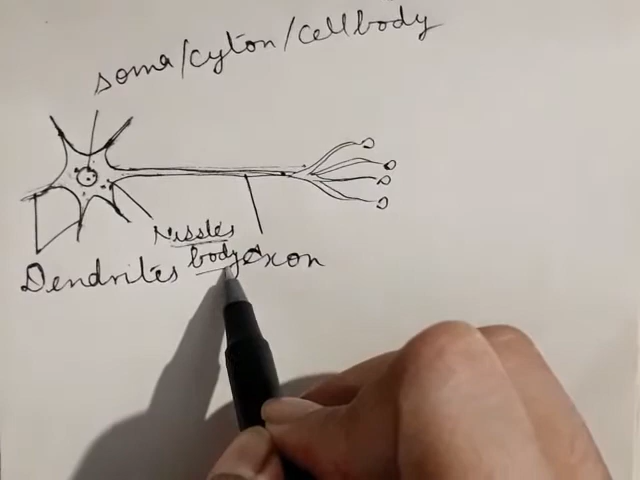 soma/cyton/cellbody
Nissles
body
Dendrites
axon